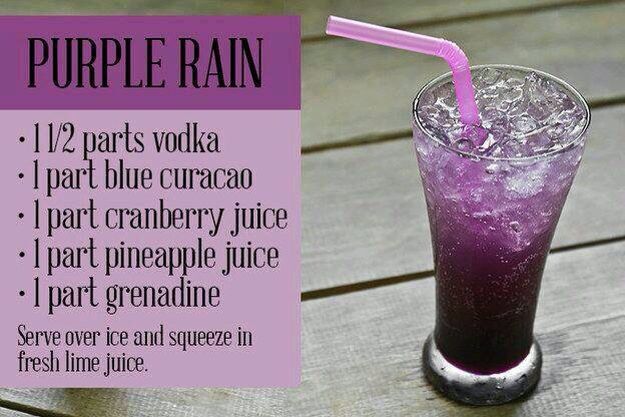 PURPLE RAIN
• 1 1/2 parts vodka
• 1 part blue curacao
• 1 part cranberry juice
• 1 part pineapple juice
• 1 part grenadine
Serve over ice and squeeze in
fresh lime juice.